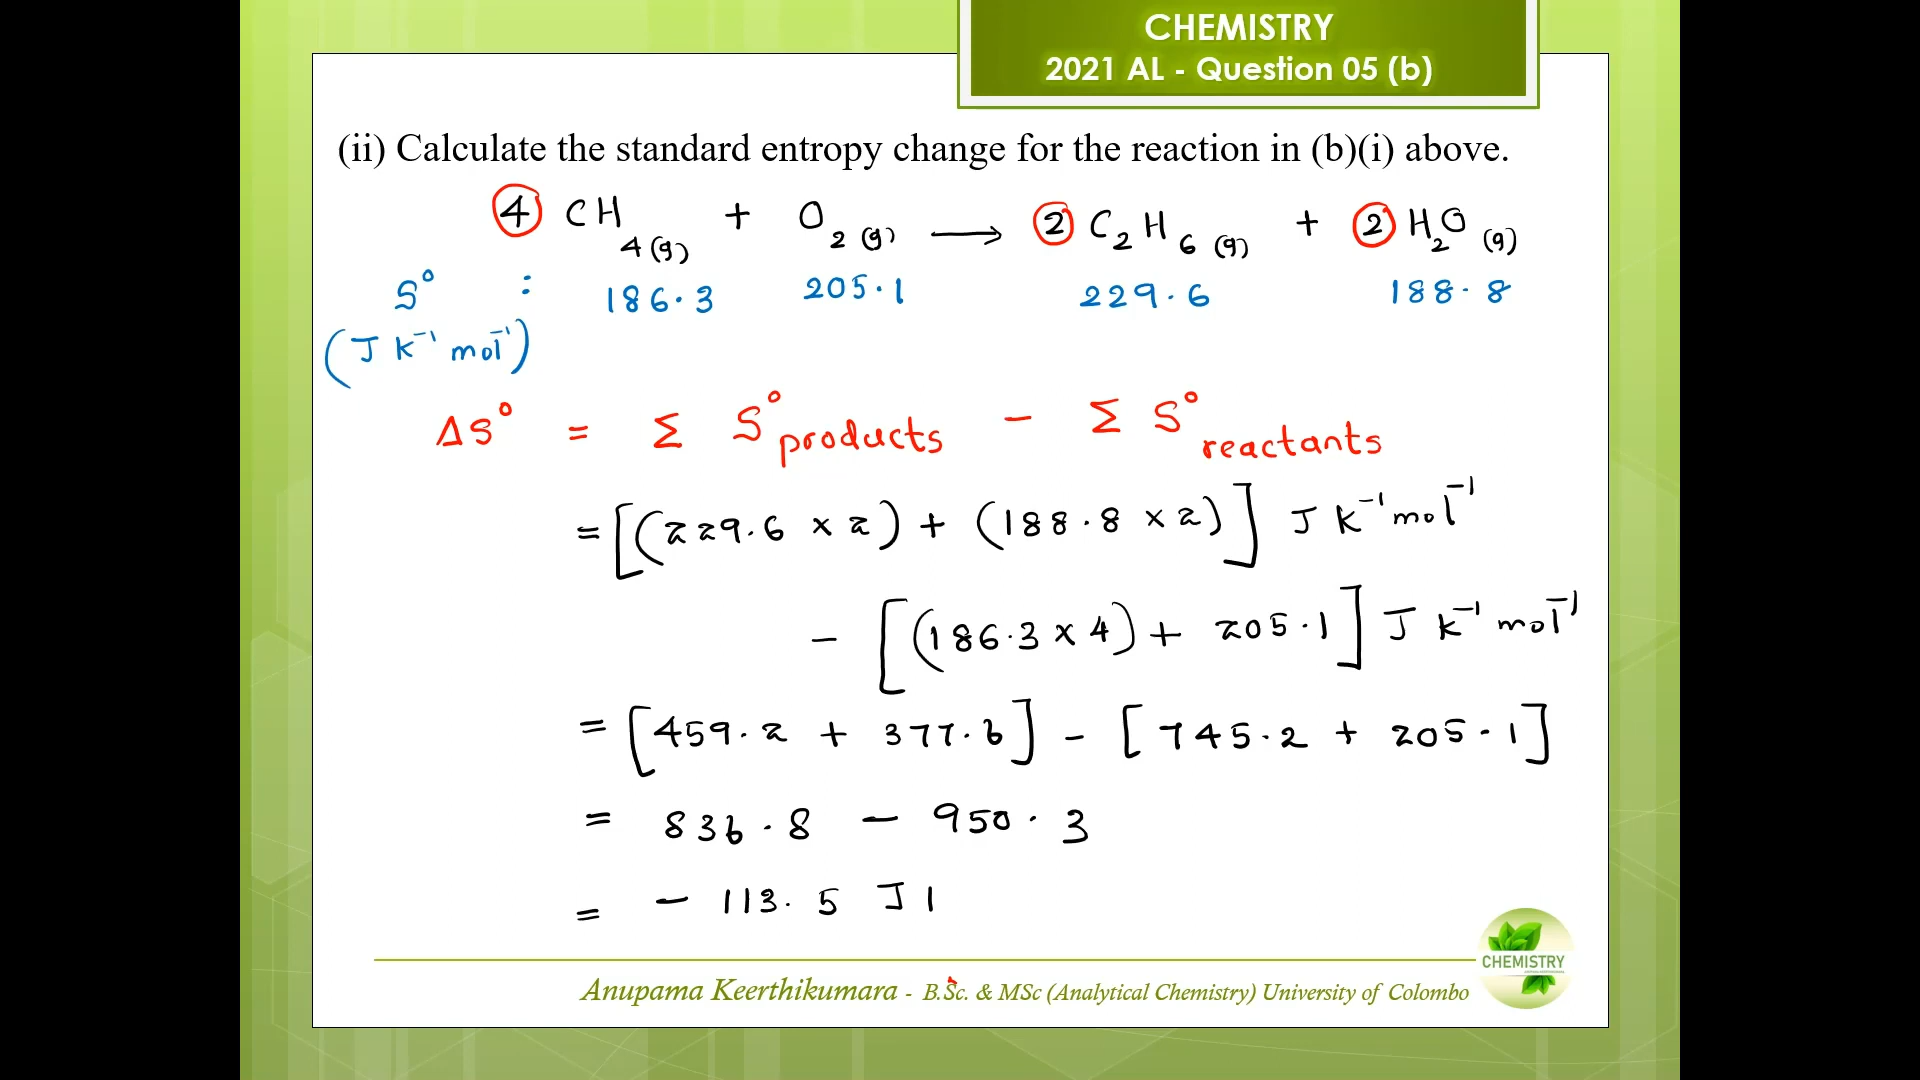 CHEMISTRY
2021 AL - Question 05 (b)
(ii) Calculate the standard entropy change for the reaction in (b)(i) above.
4 CH4(g) + O2(g) ⟶ 2 C2H6(g) + 2 H2O(g)
S° : 186.3 205.1 229.6 188.8
(J K⁻¹ mol⁻¹)
ΔS° = Σ S°products - Σ S°reactants
= [(229.6 × 2) + (188.8 × 2)] J K⁻¹ mol⁻¹
- [(186.3 × 4) + 205.1] J K⁻¹ mol⁻¹
= [459.2 + 377.6] - [745.2 + 205.1]
= 836.8 - 950.3
= - 113.5 J
CHEMISTRY
Anupama Keerthikumara - B.Sc. & MSc (Analytical Chemistry) University of Colombo